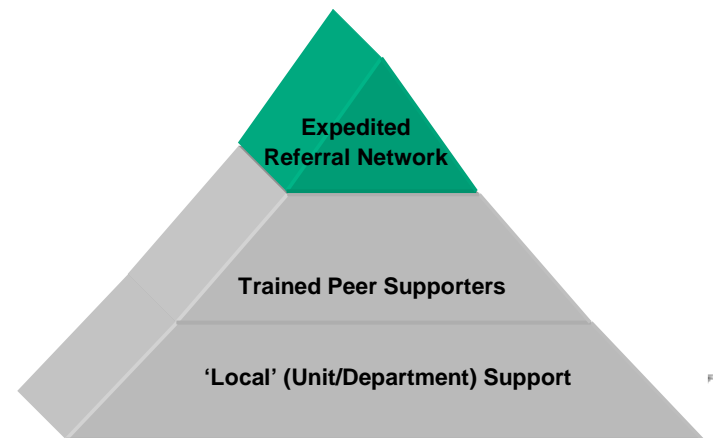 Expedited
Referral Network
Trained Peer Supporters
‘Local’ (Unit/Department) Support